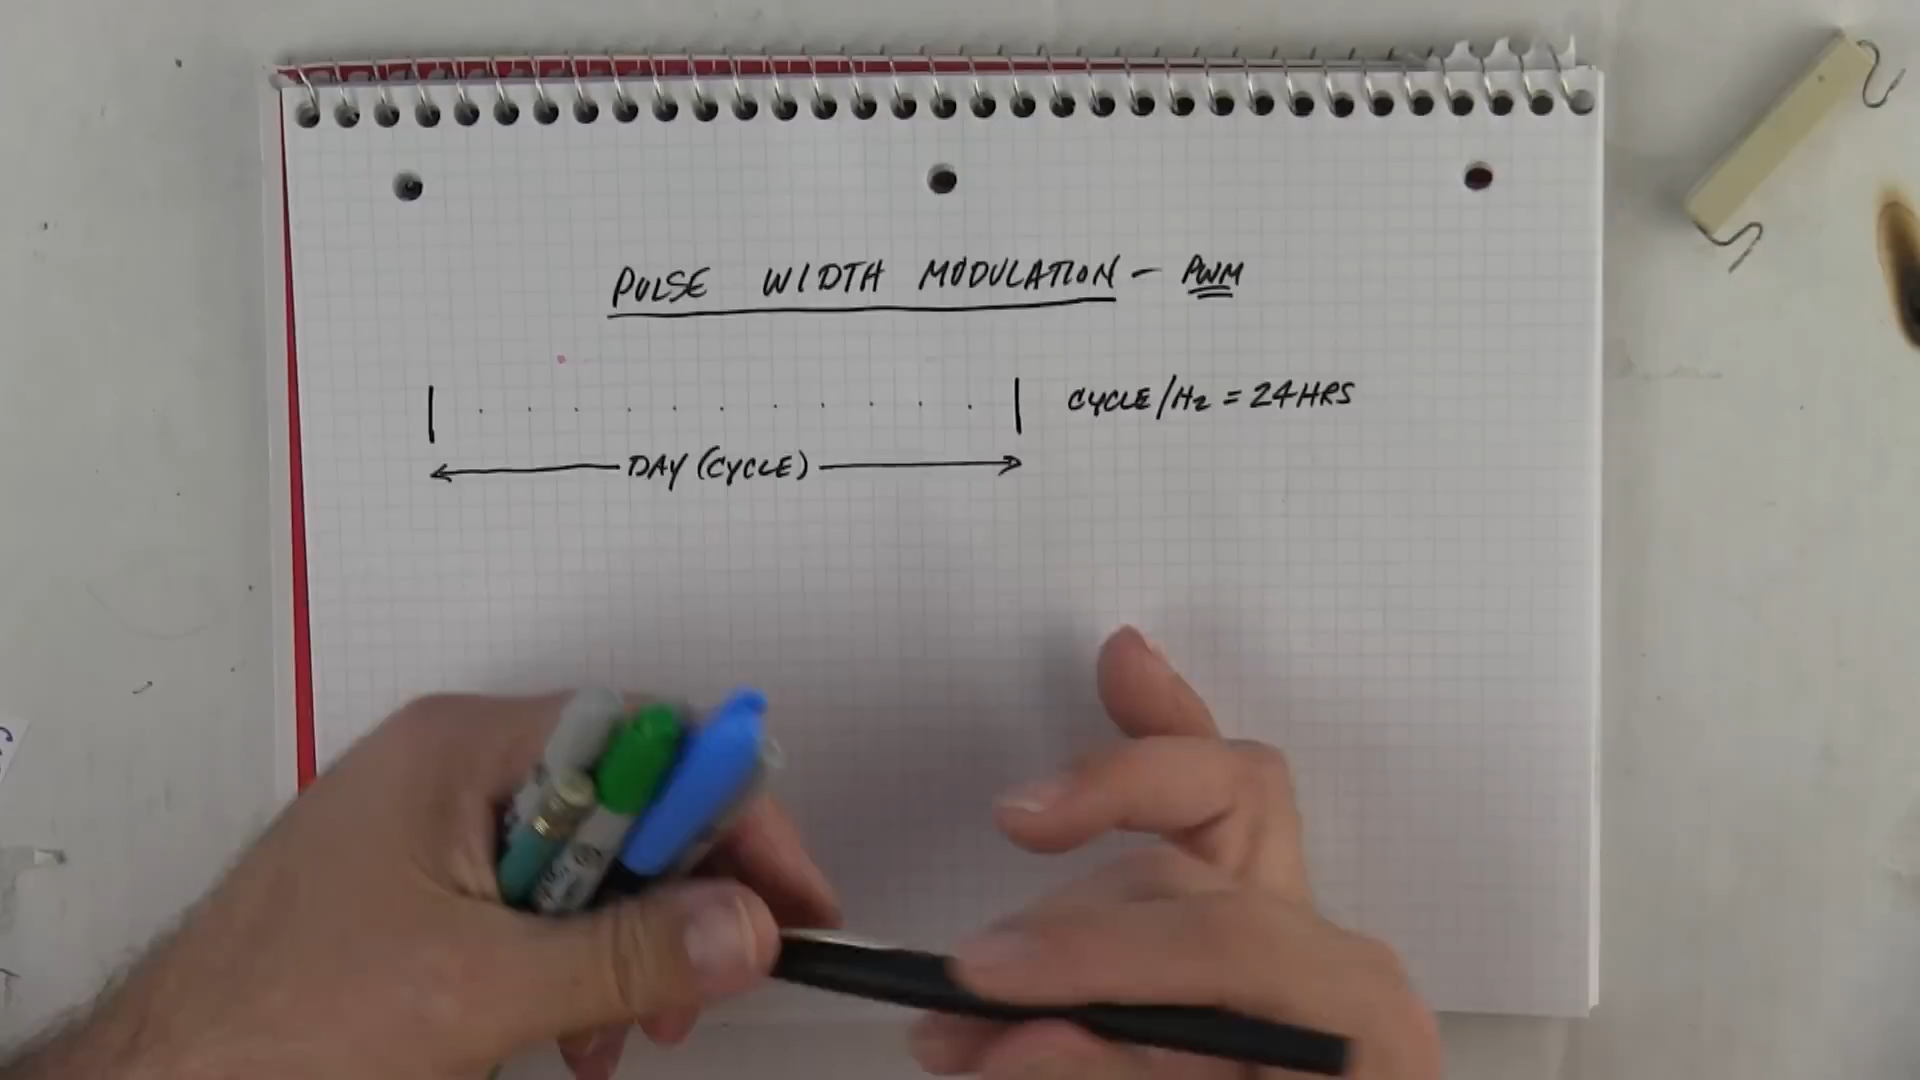 PULSE WIDTH MODULATION - PWM
CYCLE/HZ = 24HRS
DAY (CYCLE)